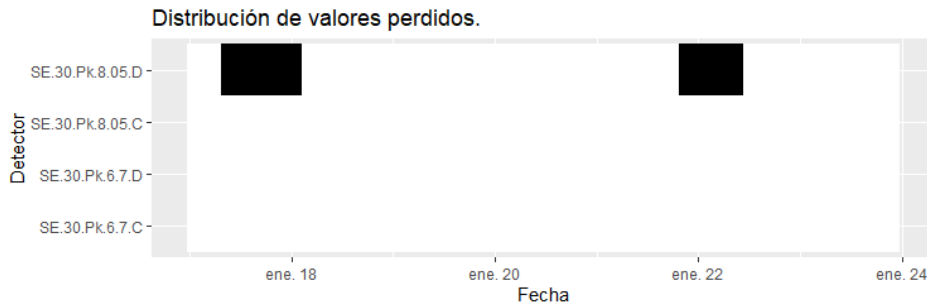 Distribución de valores perdidos.
SE.30.Pk.8.05.D
SE.30.Pk.8.05.C
SE.30.Pk.6.7.D
SE.30.Pk.6.7.C
Detector
ene. 18 ene. 20 ene. 22 ene. 24
Fecha